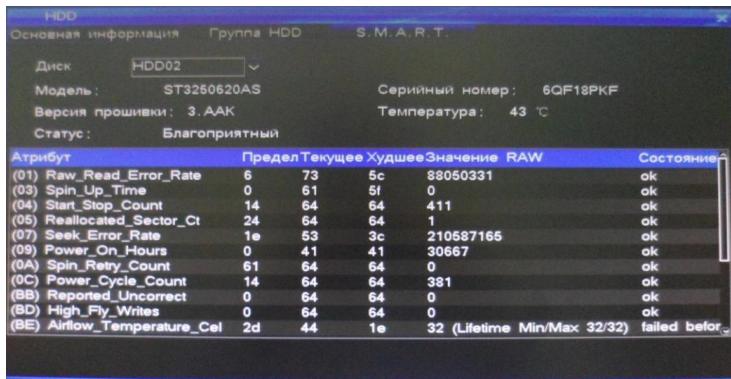 HDD
Основная информация Группа HDD S.M.A.R.T.
Диск HDD02
Модель: ST3250620AS Серийный номер: 6QF18PKF
Версия прошивки: 3.AAK Температура: 43 ℃
Статус: Благоприятный
Атрибут Предел Текущее Худшее Значение RAW Состояние
(01) Raw_Read_Error_Rate 6 73 5c 88050331 ok
(03) Spin_Up_Time 0 61 5f 0 ok
(04) Start_Stop_Count 14 64 64 411 ok
(05) Reallocated_Sector_Ct 24 64 64 1 ok
(07) Seek_Error_Rate 1e 53 3c 210587165 ok
(09) Power_On_Hours 0 41 41 30667 ok
(0A) Spin_Retry_Count 61 64 64 0 ok
(0C) Power_Cycle_Count 14 64 64 381 ok
(BB) Reported_Uncorrect 0 64 64 0 ok
(BD) High_Fly_Writes 0 64 64 0 ok
(BE) Airflow_Temperature_Cel 2d 44 1e 32 (Lifetime Min/Max 32/32) failed befor